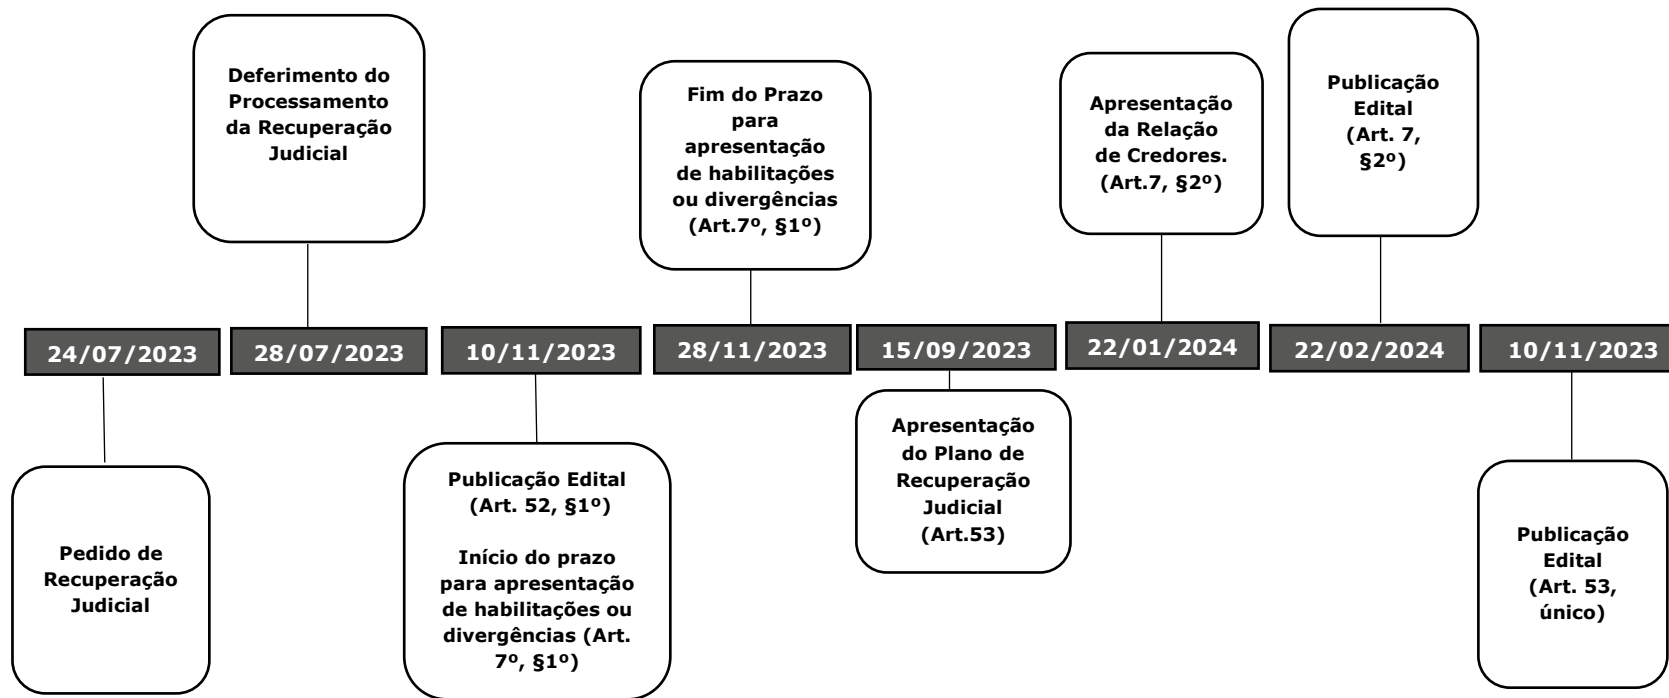 Deferimento do
Processamento
da Recuperação
Judicial
Fim do Prazo
para
apresentação
de habilitações
ou divergências
(Art.7º, §1º)
Apresentação
da Relação
de Credores.
(Art.7, §2º)
Publicação
Edital
(Art. 7,
§2º)
24/07/2023
28/07/2023
10/11/2023
28/11/2023
15/09/2023
22/01/2024
22/02/2024
10/11/2023
Pedido de
Recuperação
Judicial
Publicação Edital
(Art. 52, §1º)
Início do prazo
para apresentação
de habilitações ou
divergências (Art.
7º, §1º)
Apresentação
do Plano de
Recuperação
Judicial
(Art.53)
Publicação
Edital
(Art. 53,
único)